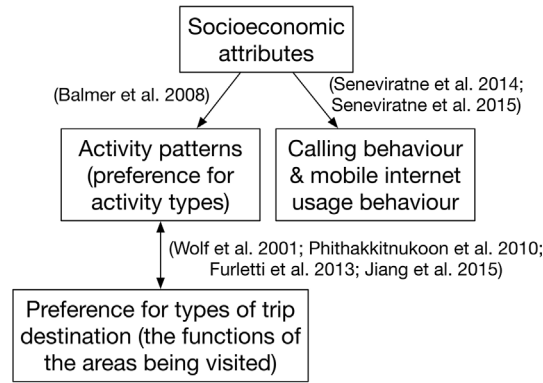 Socioeconomic
attributes
(Balmer et al. 2008)
(Seneviratne et al. 2014;
Seneviratne et al. 2015)
Activity patterns
(preference for
activity types)
Calling behaviour
& mobile internet
usage behaviour
(Wolf et al. 2001; Phithakkitnukoon et al. 2010;
Furletti et al. 2013; Jiang et al. 2015)
Preference for types of trip
destination (the functions of
the areas being visited)